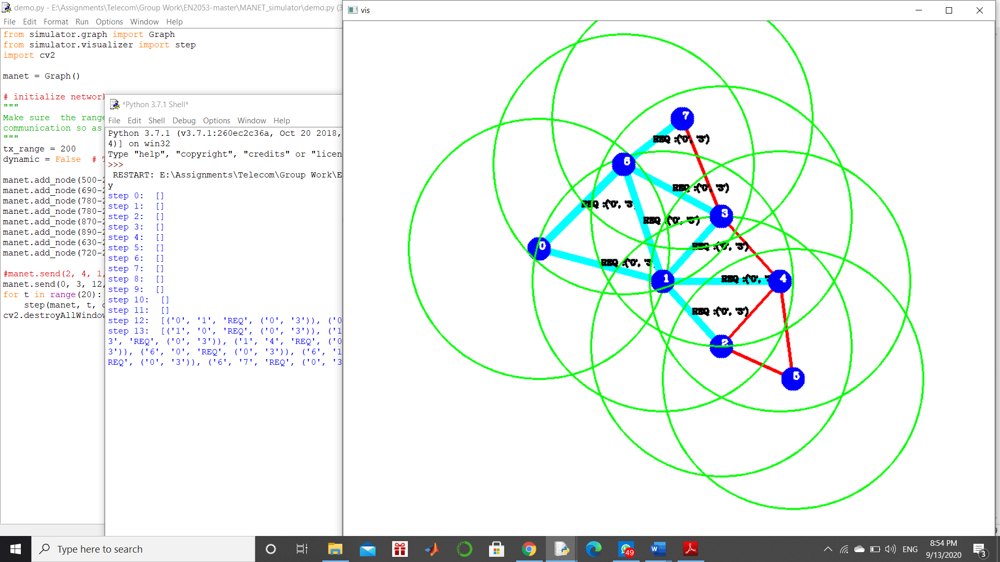 demo.py - E:\Assignments\Telecom\Group Work\EN2053-master\MANET_simulator\demo.py (3
File Edit Format Run Options Window Help
from simulator.graph import Graph
from simulator.visualizer import step
import cv2
manet = Graph()
# initialize network
"""
Make sure the range
communication so as
"""
tx_range = 200
dynamic = False # T
manet.add_node(500-2
manet.add_node(690-2
manet.add_node(780-2
manet.add_node(780-2
manet.add_node(870-2
manet.add_node(890-2
manet.add_node(630-2
manet.add_node(720-2
#manet.send(2, 4, 1,
manet.send(0, 3, 12,
for t in range(20):
step(manet, t, d
cv2.destroyAllWindow
*Python 3.7.1 Shell*
File Edit Shell Debug Options Window Help
Python 3.7.1 (v3.7.1:260ec2c36a, Oct 20 2018,
4)] on win32
Type "help", "copyright", "credits" or "licen
>>>
RESTART: E:\Assignments\Telecom\Group Work\E
y
step 0: []
step 1: []
step 2: []
step 3: []
step 4: []
step 5: []
step 6: []
step 7: []
step 8: []
step 9: []
step 10: []
step 11: []
step 12: [('0', '1', 'REQ', ('0', '3')), ('0
step 13: [('1', '0', 'REQ', ('0', '3')), ('1
3', 'REQ', ('0', '3')), ('1', '4', 'REQ', ('0
3')), ('6', '0', 'REQ', ('0', '3')), ('6', '1
REQ', ('0', '3')), ('6', '7', 'REQ', ('0', '3
vis
7
REQ :('0', '3')
6
REQ :('0', '3')
REQ :('0', '3
3
REQ :('0', '3')
0
REQ :('0', '3')
REQ :('0', '3
1
REQ :('0', '3
4
REQ :('0', '3')
2
5
Type here to search
49
ENG
8:54 PM
9/13/2020
3